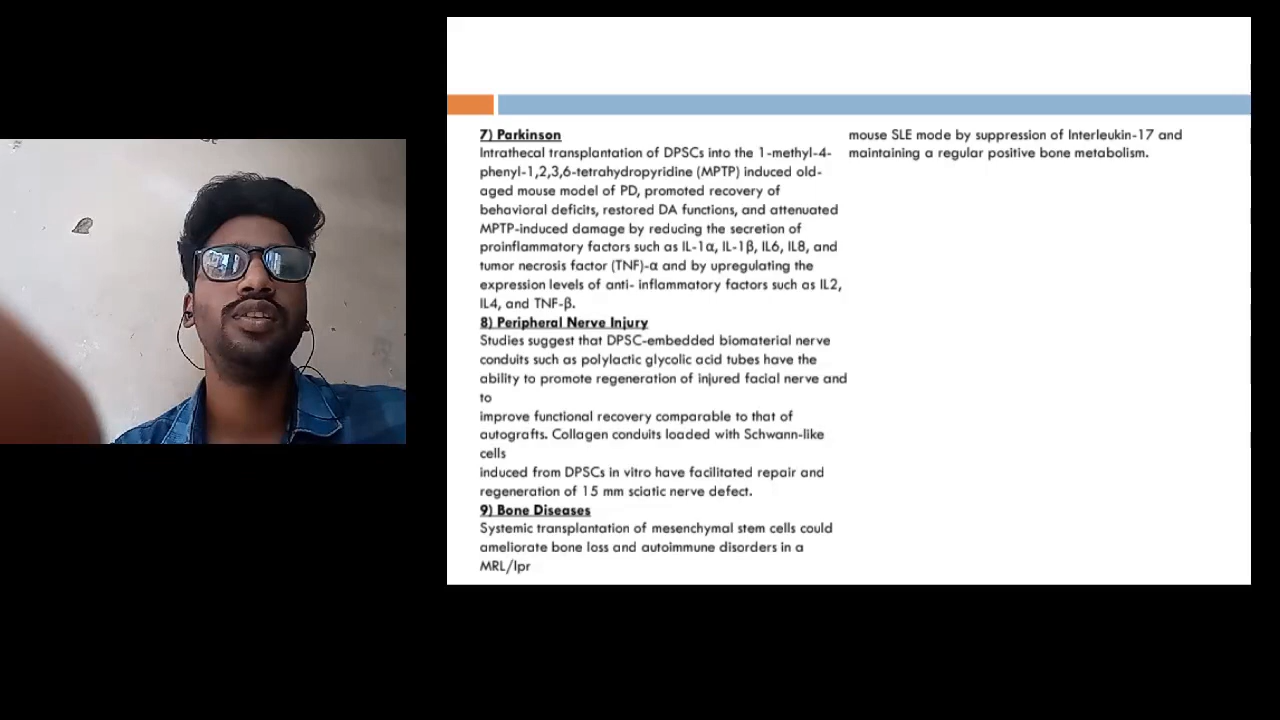 7) Parkinson
Intrathecal transplantation of DPSCs into the 1-methyl-4-
phenyl-1,2,3,6-tetrahydropyridine (MPTP) induced old-
aged mouse model of PD, promoted recovery of
behavioral deficits, restored DA functions, and attenuated
MPTP-induced damage by reducing the secretion of
proinflammatory factors such as IL-1α, IL-1β, IL6, IL8, and
tumor necrosis factor (TNF)-α and by upregulating the
expression levels of anti- inflammatory factors such as IL2,
IL4, and TNF-β.
8) Peripheral Nerve Injury
Studies suggest that DPSC-embedded biomaterial nerve
conduits such as polylactic glycolic acid tubes have the
ability to promote regeneration of injured facial nerve and
to
improve functional recovery comparable to that of
autografts. Collagen conduits loaded with Schwann-like
cells
induced from DPSCs in vitro have facilitated repair and
regeneration of 15 mm sciatic nerve defect.
9) Bone Diseases
Systemic transplantation of mesenchymal stem cells could
ameliorate bone loss and autoimmune disorders in a
MRL/lpr
mouse SLE mode by suppression of Interleukin-17 and
maintaining a regular positive bone metabolism.